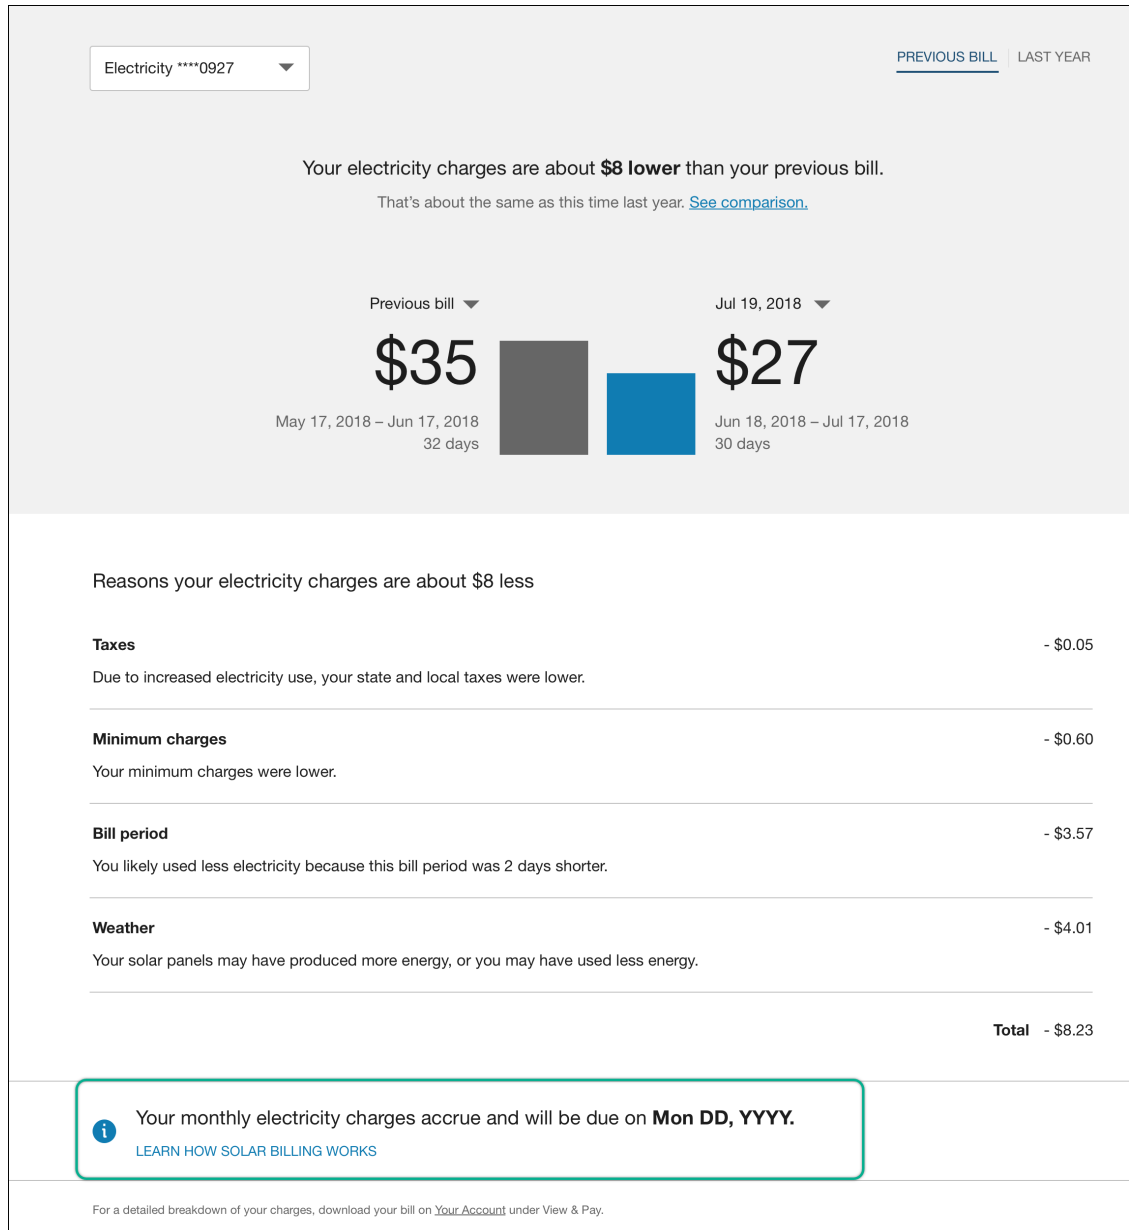 Electricity ****0927
PREVIOUS BILL
LAST YEAR
Your electricity charges are about $8 lower than your previous bill.
That's about the same as this time last year. See comparison.
Previous bill
$35
May 17, 2018 – Jun 17, 2018
32 days
Jul 19, 2018
$27
Jun 18, 2018 – Jul 17, 2018
30 days
Reasons your electricity charges are about $8 less
Taxes - $0.05
Due to increased electricity use, your state and local taxes were lower.
Minimum charges - $0.60
Your minimum charges were lower.
Bill period - $3.57
You likely used less electricity because this bill period was 2 days shorter.
Weather - $4.01
Your solar panels may have produced more energy, or you may have used less energy.
Total - $8.23
Your monthly electricity charges accrue and will be due on Mon DD, YYYY.
LEARN HOW SOLAR BILLING WORKS
For a detailed breakdown of your charges, download your bill on Your Account under View & Pay.